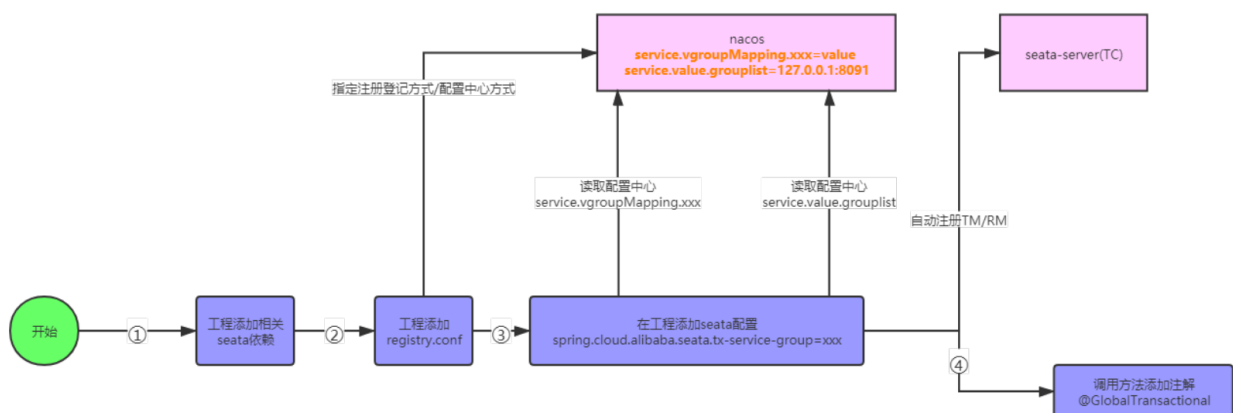 nacos
service.vgroupMapping.xxx=value
service.value.grouplist=127.0.0.1:8091
seata-server(TC)
指定注册登记方式/配置中心方式
读取配置中心
service.vgroupMapping.xxx
读取配置中心
service.value.grouplist
自动注册TM/RM
开始
①
工程添加相关
seata依赖
②
工程添加
registry.conf
③
在工程添加seata配置
spring.cloud.alibaba.seata.tx-service-group=xxx
④
调用方法添加注解
@GlobalTransactional